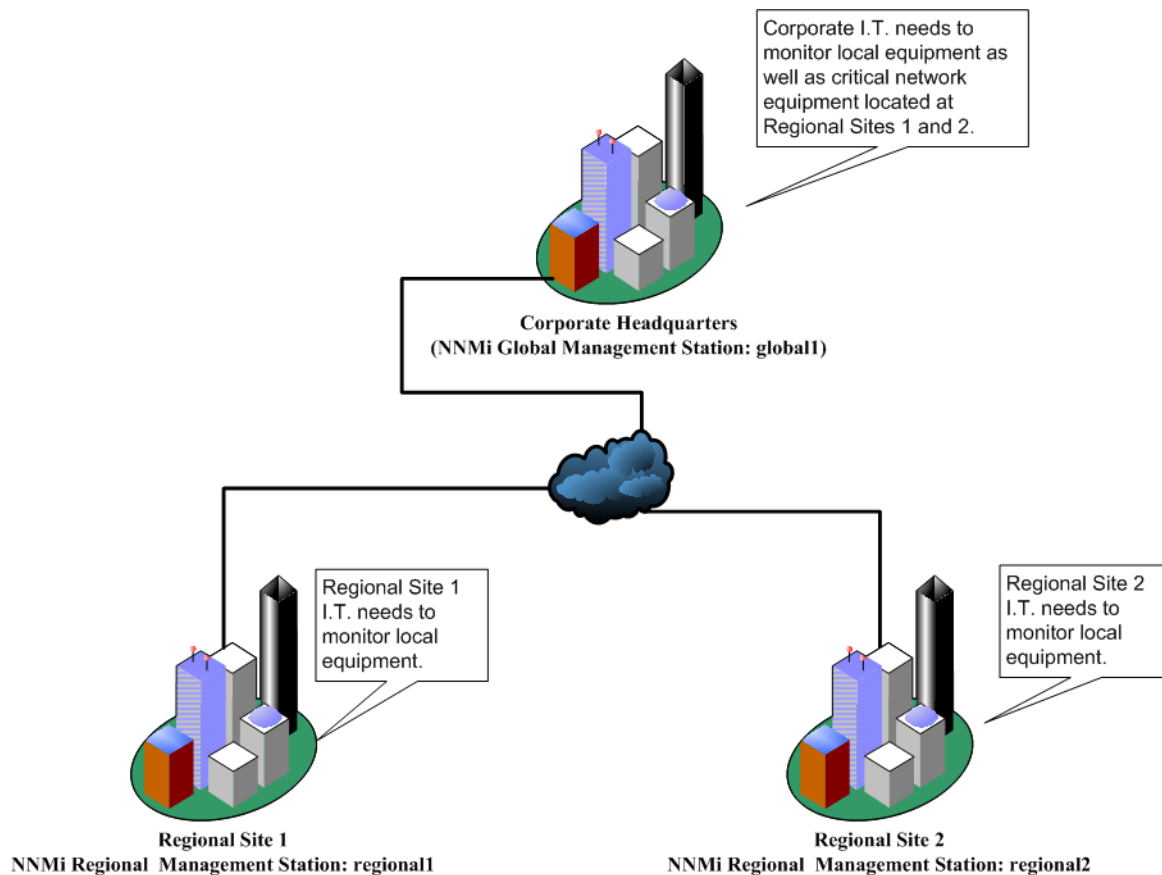 Corporate I.T. needs to
monitor local equipment as
well as critical network
equipment located at
Regional Sites 1 and 2.
Corporate Headquarters
(NNMi Global Management Station: global1)
Regional Site 1
I.T. needs to
monitor local
equipment.
Regional Site 2
I.T. needs to
monitor local
equipment.
Regional Site 1
NNMi Regional Management Station: regional1
Regional Site 2
NNMi Regional Management Station: regional2